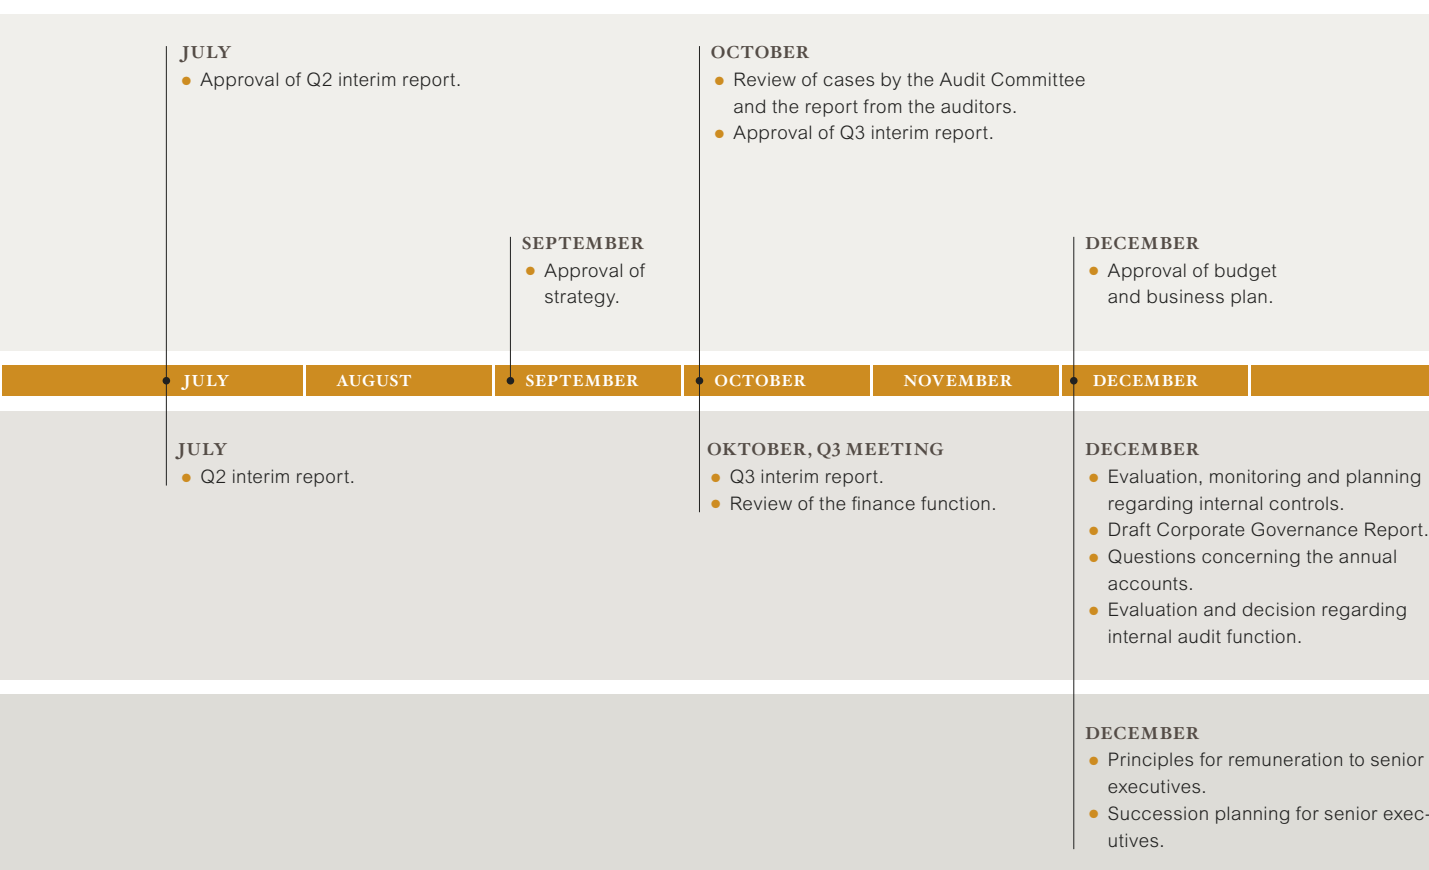 JULY
Approval of Q2 interim report.
OCTOBER
Review of cases by the Audit Committee
and the report from the auditors.
Approval of Q3 interim report.
SEPTEMBER
Approval of
strategy.
DECEMBER
Approval of budget
and business plan.
JULY AUGUST SEPTEMBER OCTOBER NOVEMBER DECEMBER
JULY
Q2 interim report.
OKTOBER, Q3 MEETING
Q3 interim report.
Review of the finance function.
DECEMBER
Evaluation, monitoring and planning
regarding internal controls.
Draft Corporate Governance Report.
Questions concerning the annual
accounts.
Evaluation and decision regarding
internal audit function.
DECEMBER
Principles for remuneration to senior
executives.
Succession planning for senior exec-
utives.